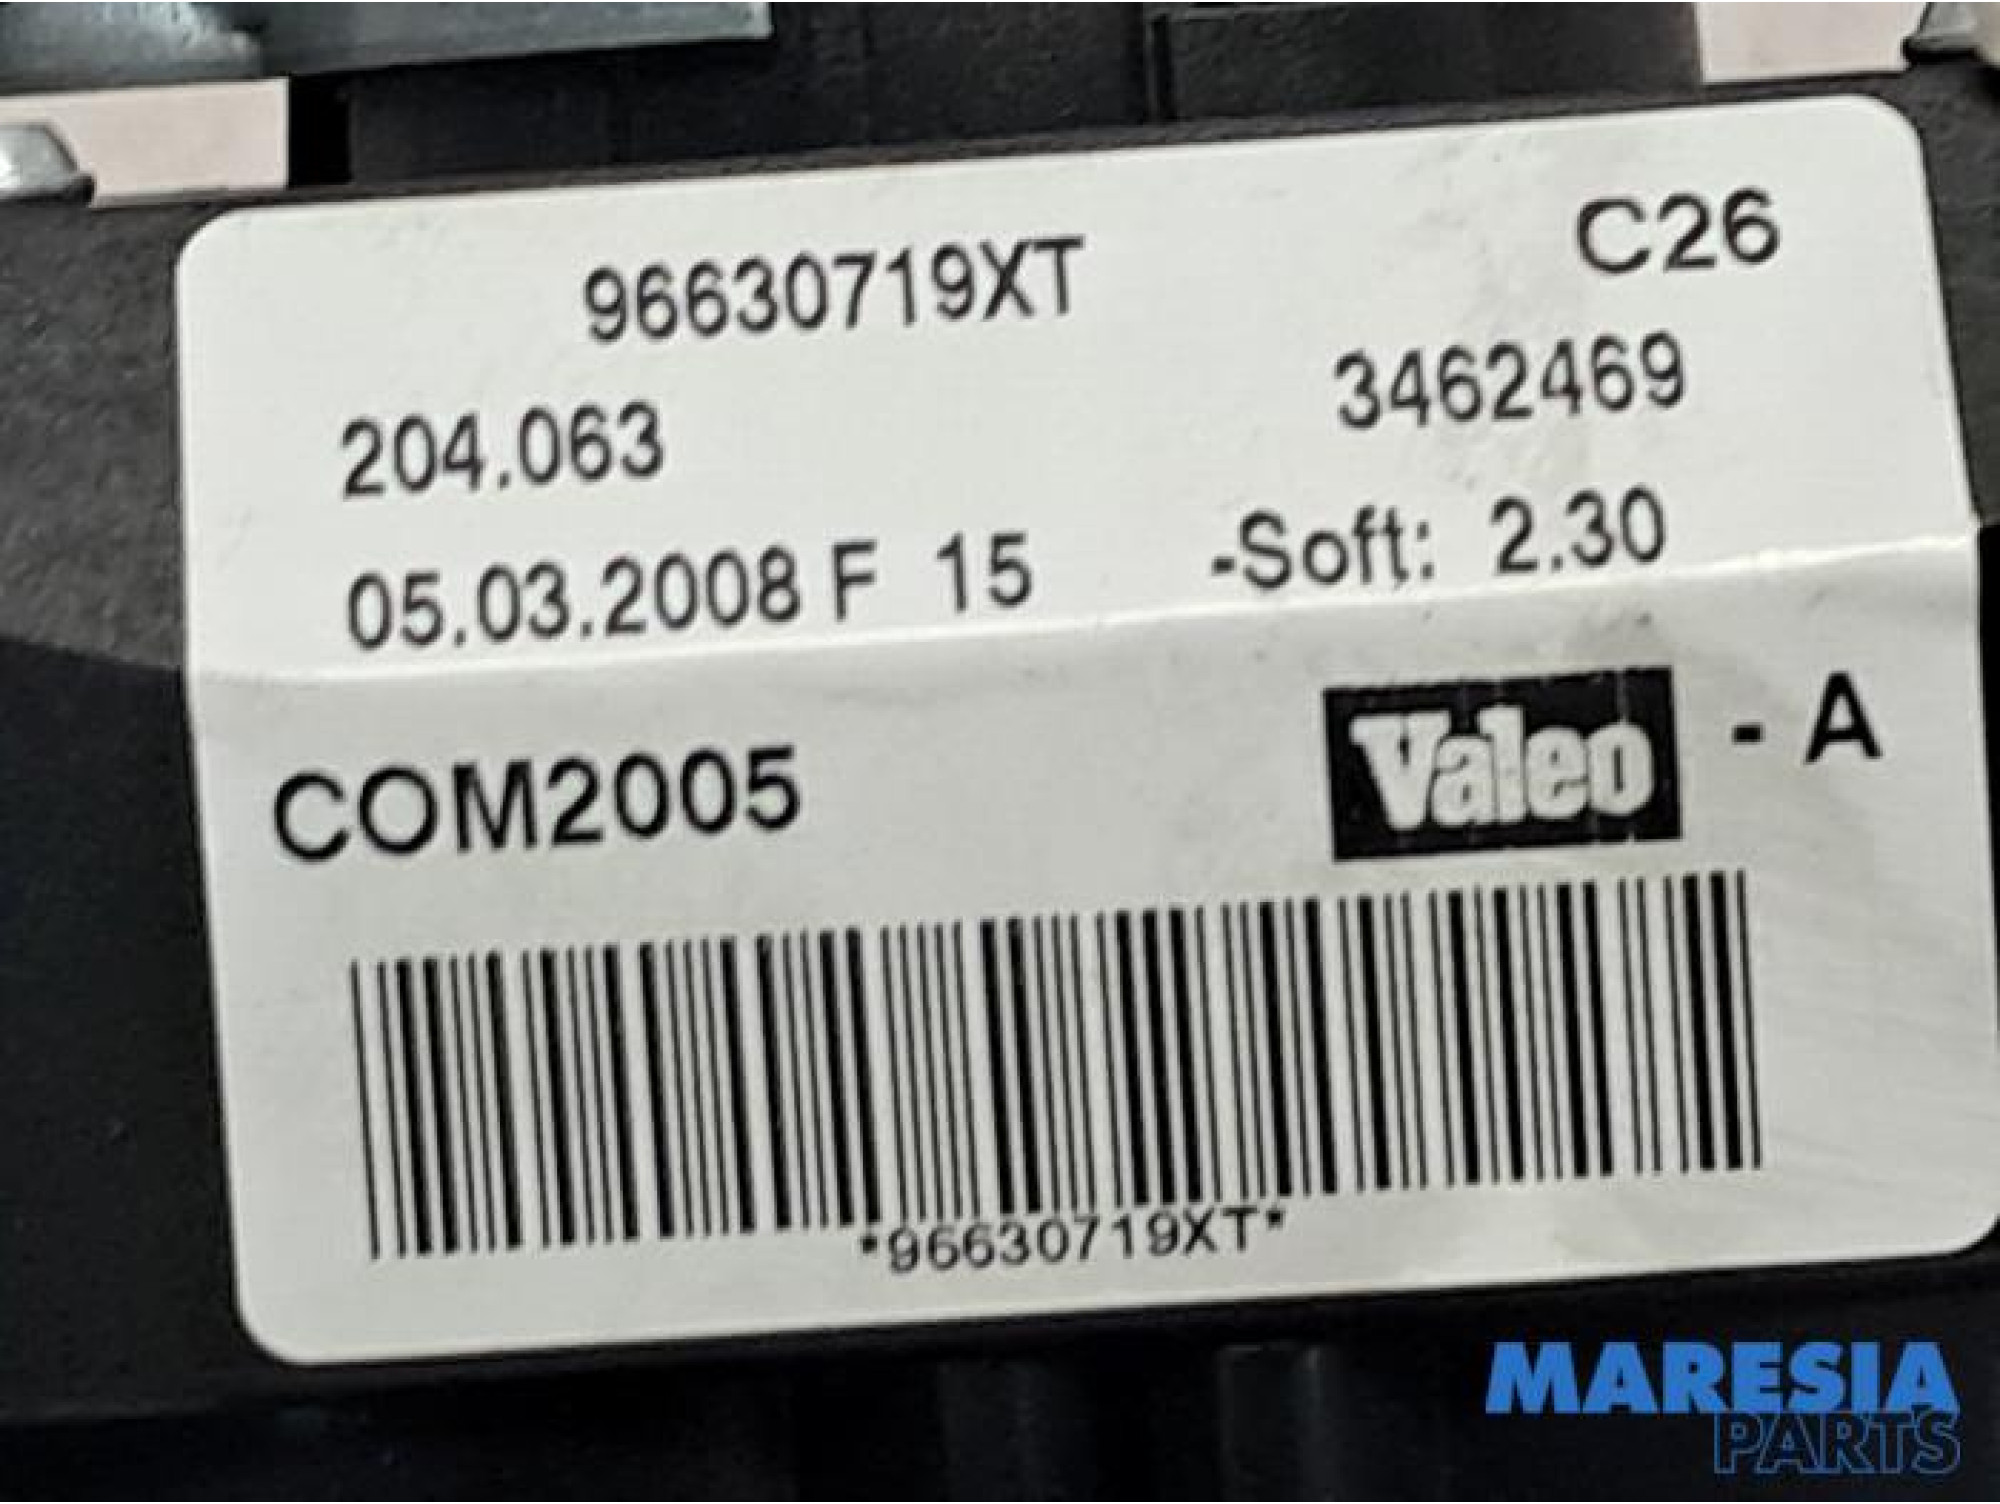 C26
96630719XT
204.063 3462469
05.03.2008 F 15 -Soft: 2.30
COM2005 Valeo - A
*96630719XT*
MARESIA
PARTS